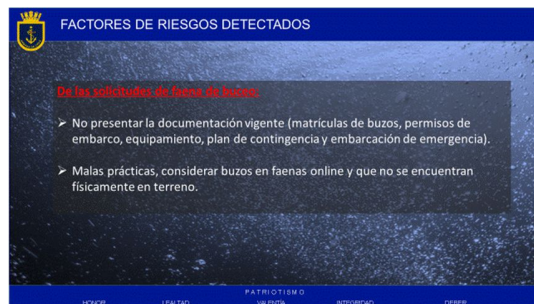 FACTORES DE RIESGOS DETECTADOS
De las solicitudes de faena de buceo:
➤ No presentar la documentación vigente (matrículas de buzos, permisos de
embarco, equipamiento, plan de contingencia y embarcación de emergencia).
➤ Malas prácticas, considerar buzos en faenas online y que no se encuentran
físicamente en terreno.
PATRIOTISMO
HONOR LEALTAD VALENTÍA INTEGRIDAD DEBER